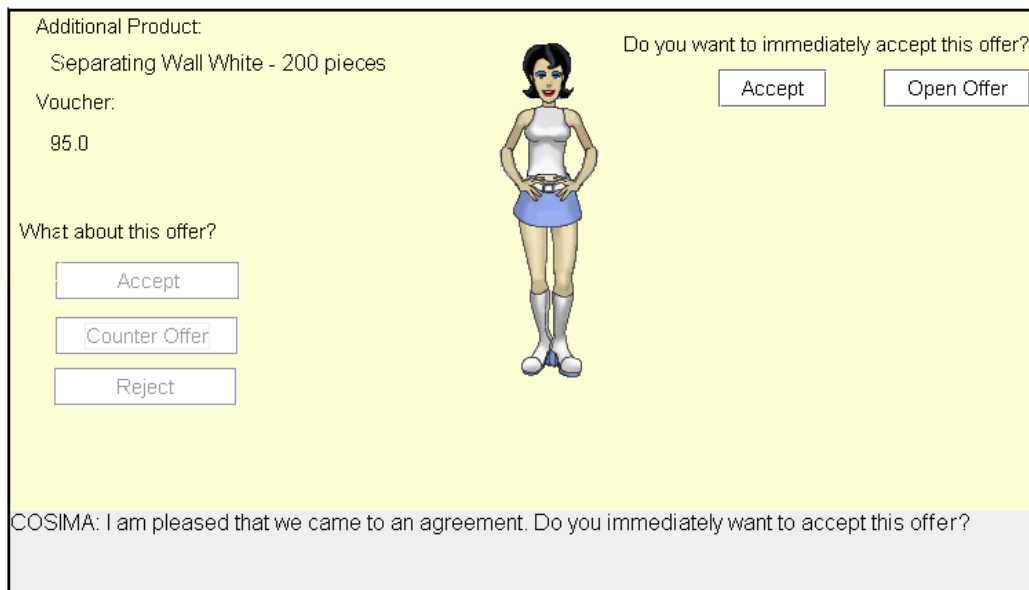 Additional Product:
Separating Wall White - 200 pieces
Voucher:
95.0
What about this offer?
Accept
Counter Offer
Reject
Do you want to immediately accept this offer?
Accept
Open Offer
COSIMA: I am pleased that we came to an agreement. Do you immediately want to accept this offer?